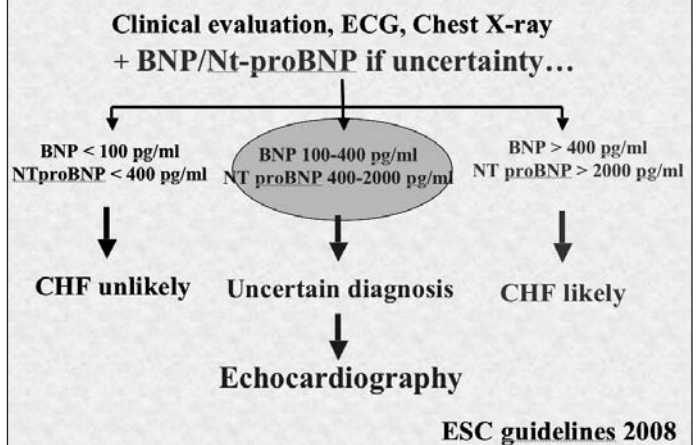 Clinical evaluation, ECG, Chest X-ray
+ BNP/Nt-proBNP if uncertainty…
BNP < 100 pg/ml
NTproBNP < 400 pg/ml
BNP 100-400 pg/ml
NT proBNP 400-2000 pg/ml
BNP > 400 pg/ml
NT proBNP > 2000 pg/ml
CHF unlikely
Uncertain diagnosis
CHF likely
Echocardiography
ESC guidelines 2008